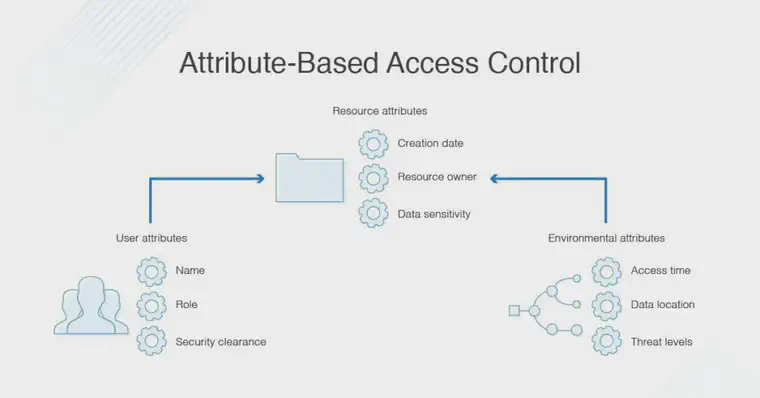 Attribute-Based Access Control
Resource attributes
Creation date
Resource owner
Data sensitivity
User attributes
Name
Role
Security clearance
Environmental attributes
Access time
Data location
Threat levels